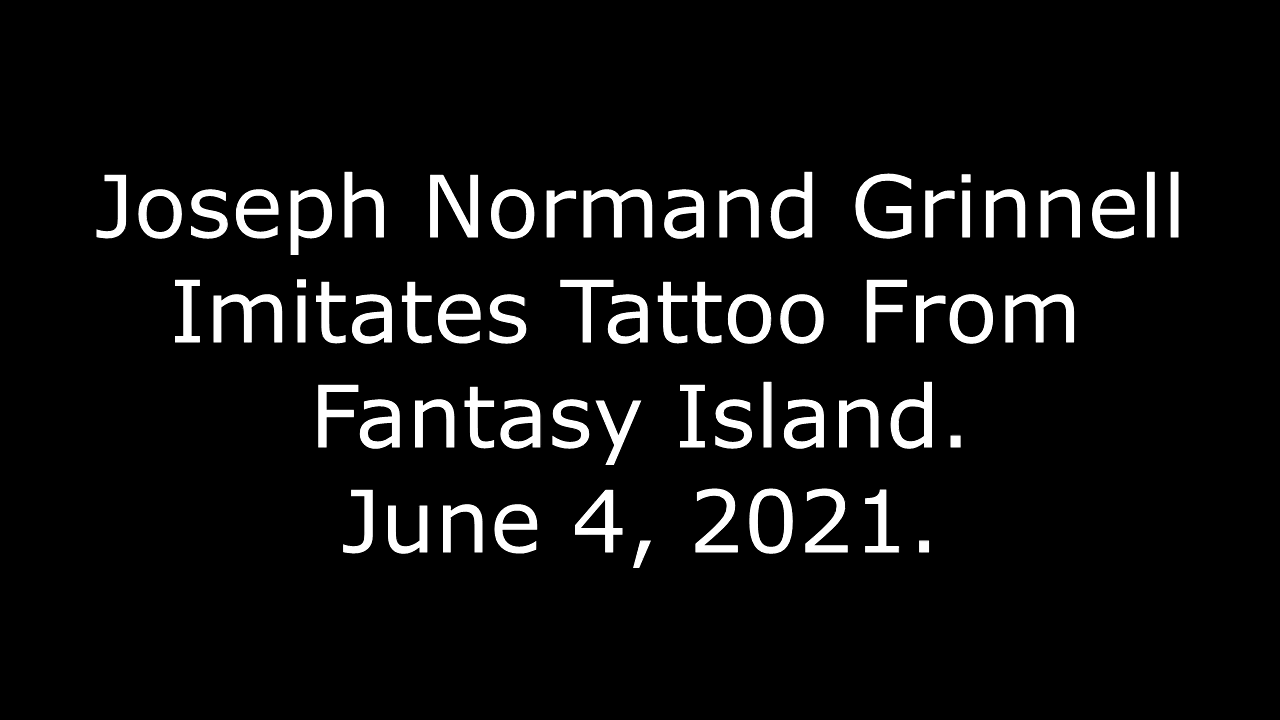 Joseph Normand Grinnell
Imitates Tattoo From
Fantasy Island.
June 4, 2021.